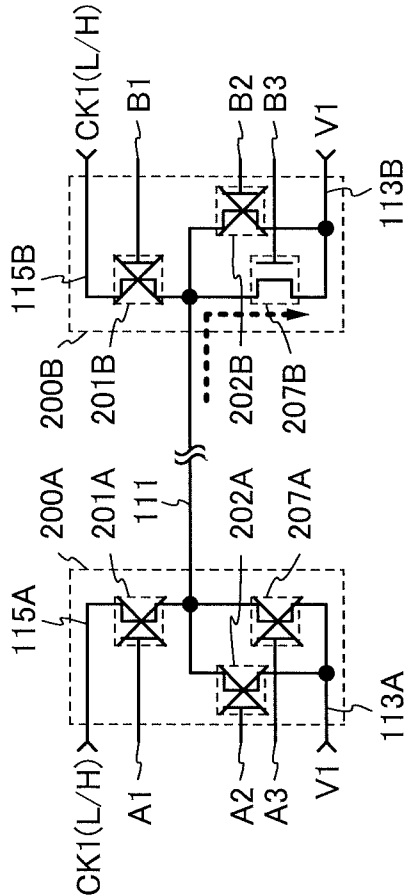 200A
115A
201A
111
202A
207A
CK1(L/H)
A1
A2
A3
V1
113A
200B
115B
201B
202B
207B
CK1(L/H)
B1
B2
B3
V1
113B